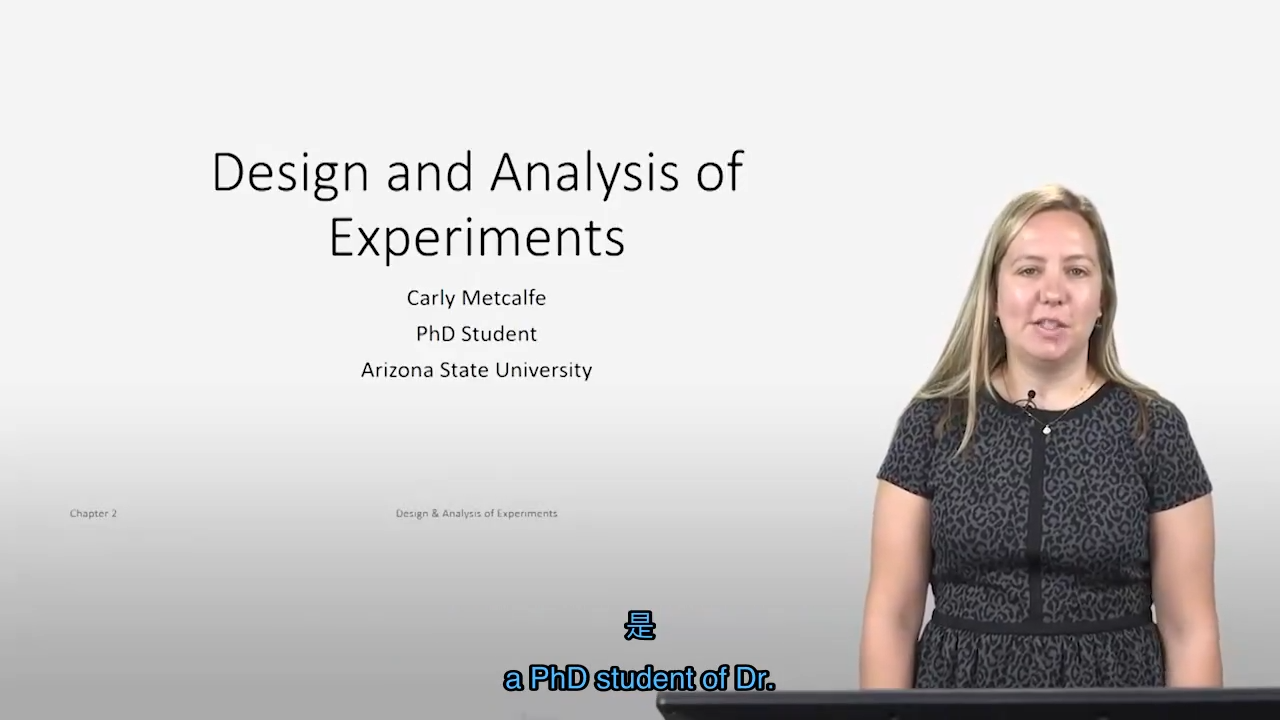 Design and Analysis of
Experiments
Carly Metcalfe
PhD Student
Arizona State University
Chapter 2
Design & Analysis of Experiments
是
a PhD student of Dr.